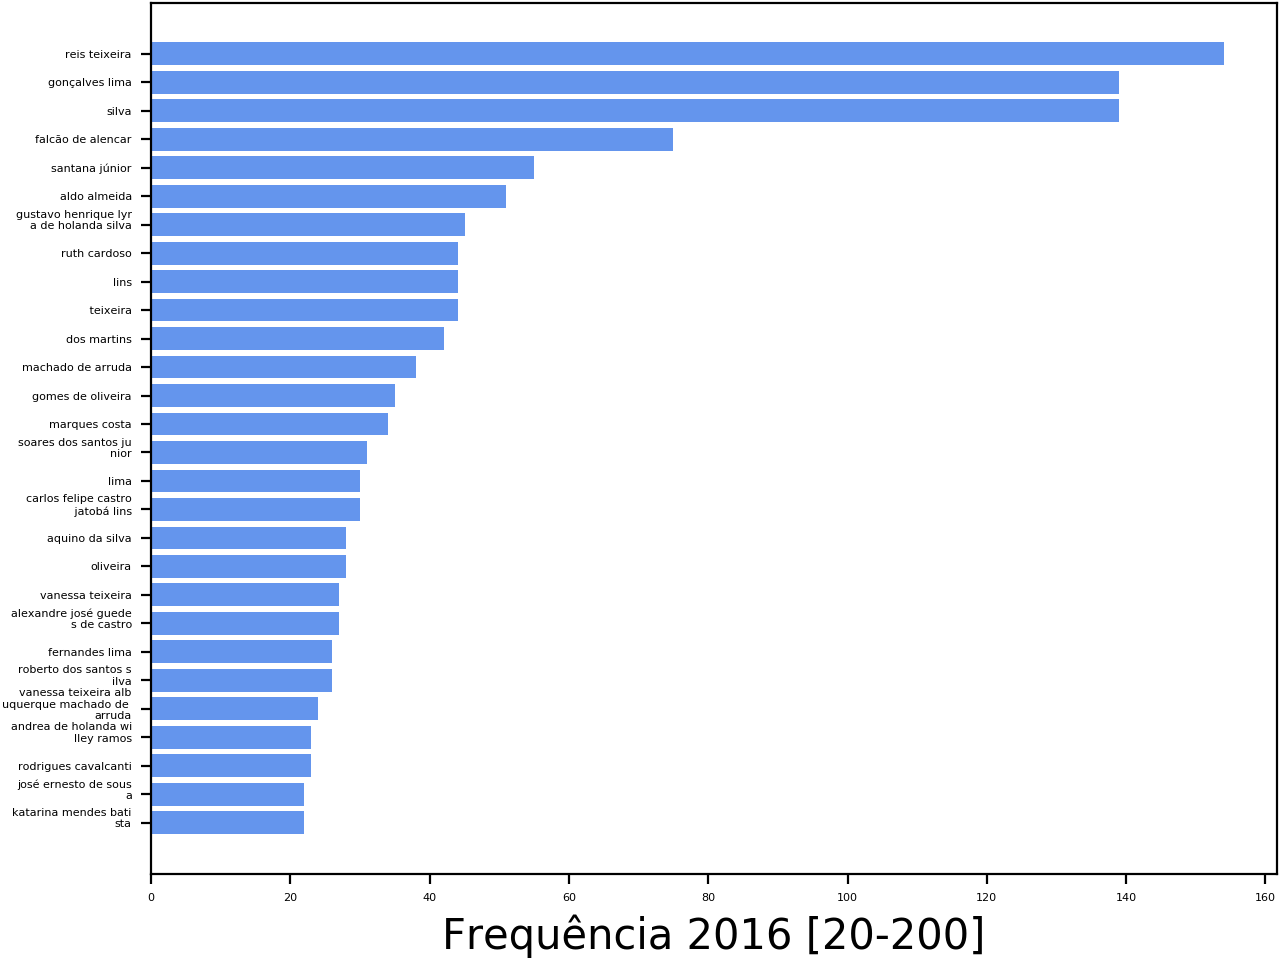 reis teixeira
gonçalves lima
silva
falcão de alencar
santana júnior
aldo almeida
gustavo henrique lyr
a de holanda silva
ruth cardoso
lins
teixeira
dos martins
machado de arruda
gomes de oliveira
marques costa
soares dos santos ju
nior
lima
carlos felipe castro
jatobá lins
aquino da silva
oliveira
vanessa teixeira
alexandre josé guede
s de castro
fernandes lima
roberto dos santos s
ilva
vanessa teixeira alb
uquerque machado de
arruda
andrea de holanda wi
lley ramos
rodrigues cavalcanti
josé ernesto de sous
a
katarina mendes bati
sta
0 20 40 60 80 100 120 140 160
Frequência 2016 [20-200]